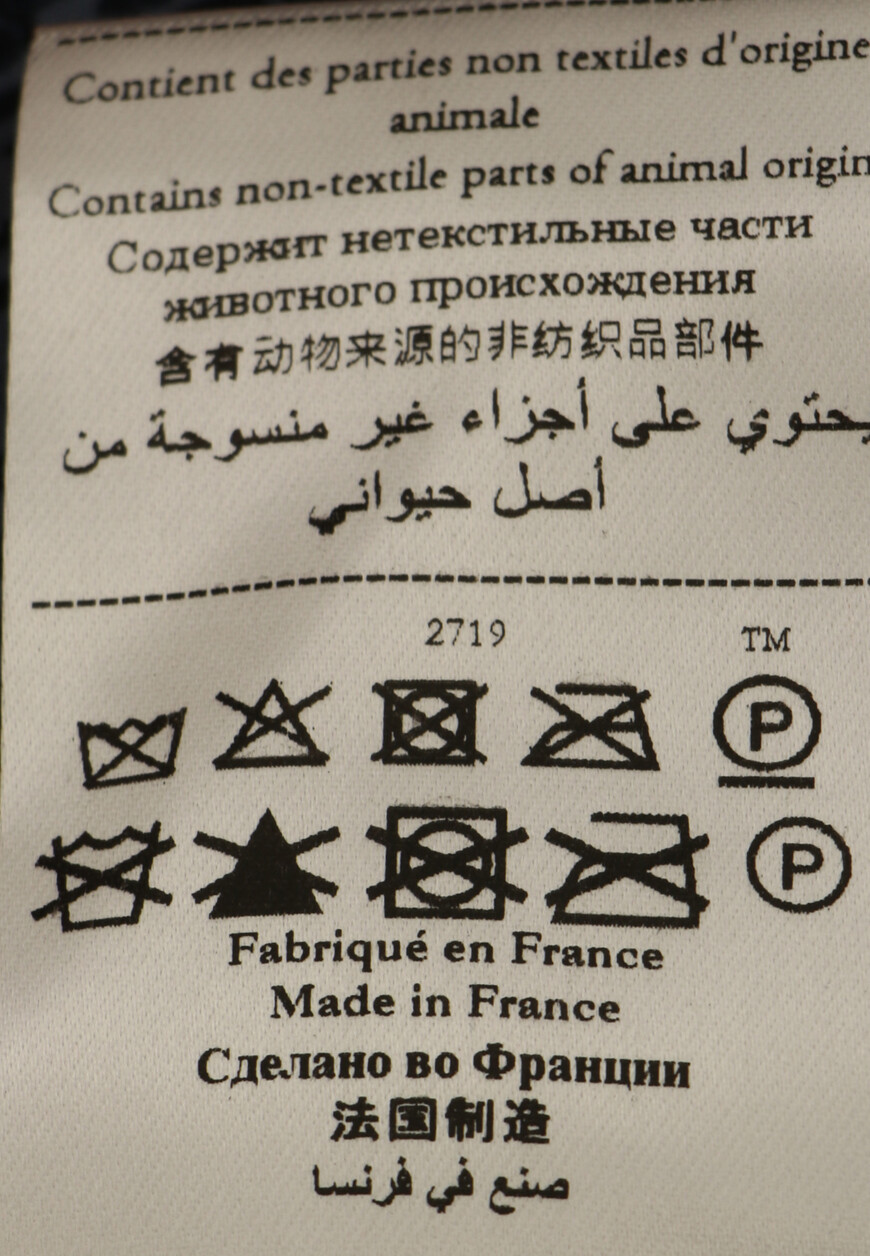 Contient des parties non textiles d'origine
animale
Contains non-textile parts of animal origin
Содержит нетекстильные части
животного происхождения
含有动物来源的非纺织品部件
يحتوي على أجزاء غير منسوجة من
أصل حيواني
2719 TM
P
P
Fabriqué en France
Made in France
Сделано во Франции
法国制造
صنع في فرنسا